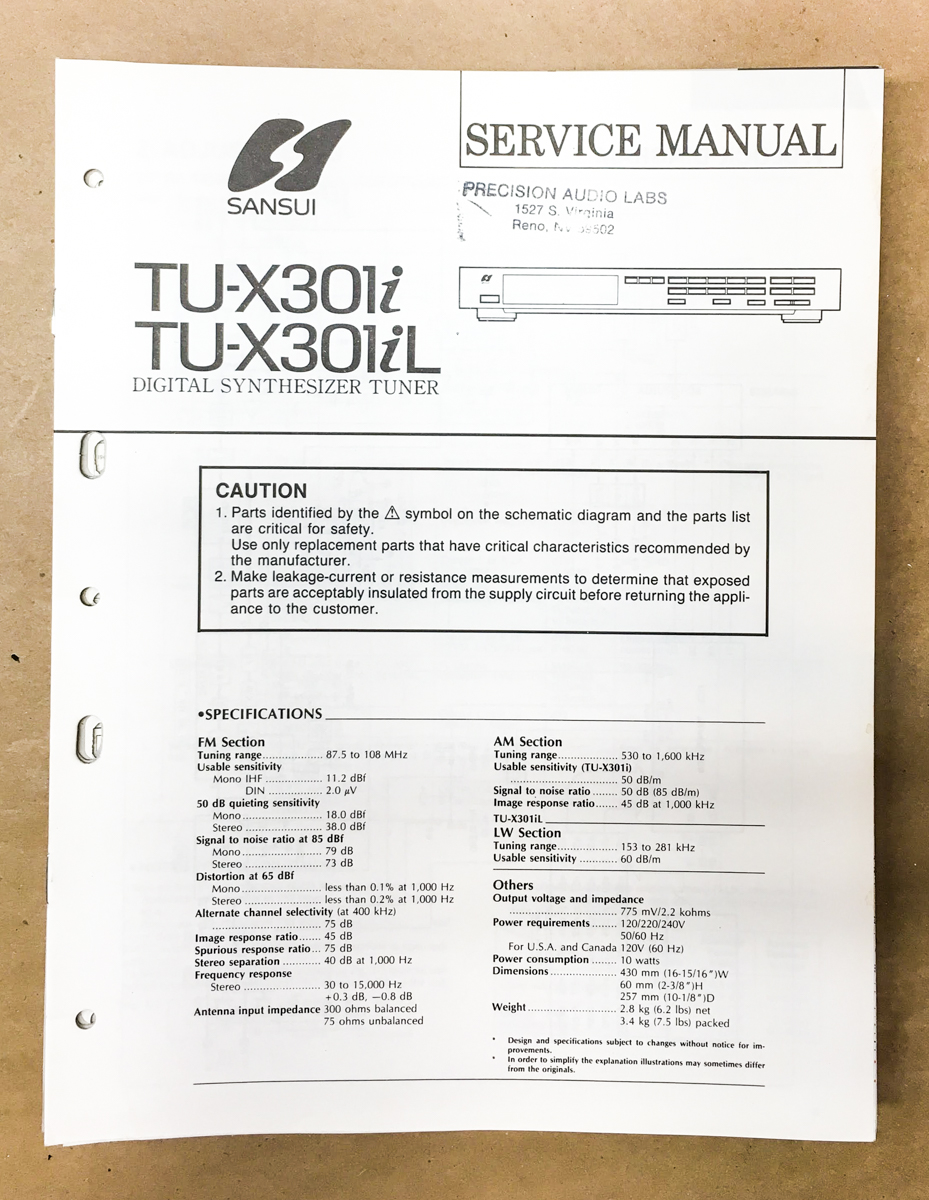 SANSUI
SERVICE MANUAL
PRECISION AUDIO LABS
1527 S. Virginia
Reno,
TU-X301i
TU-X301iL
DIGITAL SYNTHESIZER TUNER
CAUTION
1. Parts identified by the ⚠ symbol on the schematic diagram and the parts list
are critical for safety.
Use only replacement parts that have critical characteristics recommended by
the manufacturer.
2. Make leakage-current or resistance measurements to determine that exposed
parts are acceptably insulated from the supply circuit before returning the appli-
ance to the customer.
•SPECIFICATIONS
FM Section
Tuning range.................. 87.5 to 108 MHz
Usable sensitivity
Mono IHF ................. 11.2 dBf
DIN ................ 2.0 μV
50 dB quieting sensitivity
Mono........................ 18.0 dBf
Stereo ....................... 38.0 dBf
Signal to noise ratio at 85 dBf
Mono........................ 79 dB
Stereo ....................... 73 dB
Distortion at 65 dBf
Mono........................ less than 0.1% at 1,000 Hz
Stereo ....................... less than 0.2% at 1,000 Hz
Alternate channel selectivity (at 400 kHz)
................................. 75 dB
Image response ratio....... 45 dB
Spurious response ratio... 75 dB
Stereo separation ............ 40 dB at 1,000 Hz
Frequency response
Stereo ....................... 30 to 15,000 Hz
+0.3 dB, −0.8 dB
Antenna input impedance 300 ohms balanced
75 ohms unbalanced
AM Section
Tuning range.................. 530 to 1,600 kHz
Usable sensitivity (TU-X301i)
................................ 50 dB/m
Signal to noise ratio ....... 50 dB (85 dB/m)
Image response ratio...... 45 dB at 1,000 kHz
TU-X301iL
LW Section
Tuning range.................. 153 to 281 kHz
Usable sensitivity ........... 60 dB/m
Others
Output voltage and impedance
................................ 775 mV/2.2 kohms
Power requirements ....... 120/220/240V
50/60 Hz
For U.S.A. and Canada 120V (60 Hz)
Power consumption ........ 10 watts
Dimensions .................... 430 mm (16-15/16")W
60 mm (2-3/8")H
257 mm (10-1/8")D
Weight........................... 2.8 kg (6.2 lbs) net
3.4 kg (7.5 lbs) packed
* Design and specifications subject to changes without notice for im-
provements.
* In order to simplify the explanation illustrations may sometimes differ
from the originals.